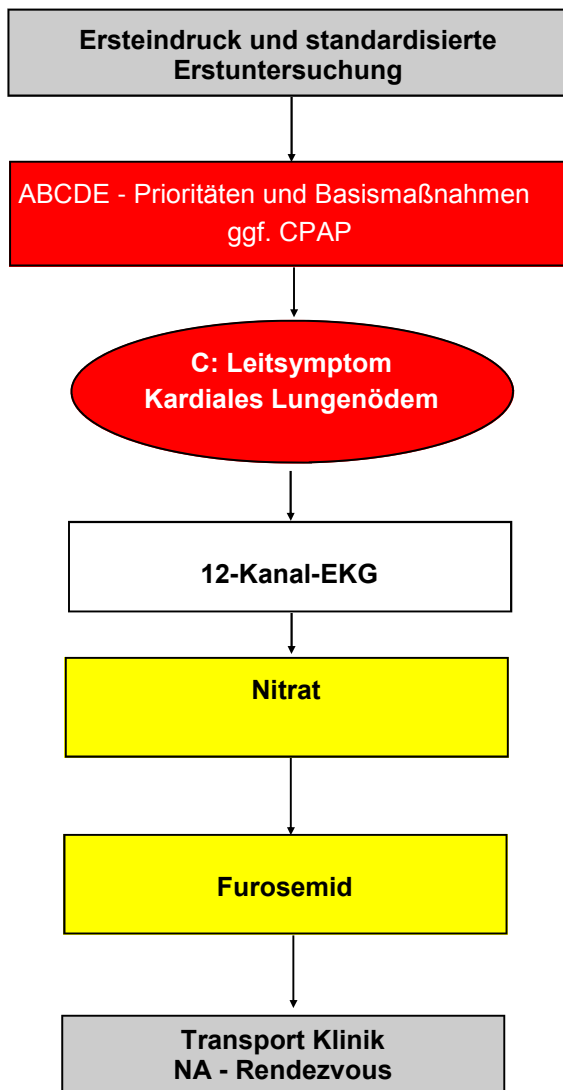 Ersteindruck und standardisierte
Erstuntersuchung
ABCDE - Prioritäten und Basismaßnahmen
ggf. CPAP
C: Leitsymptom
Kardiales Lungenödem
12-Kanal-EKG
Nitrat
Furosemid
Transport Klinik
NA - Rendezvous